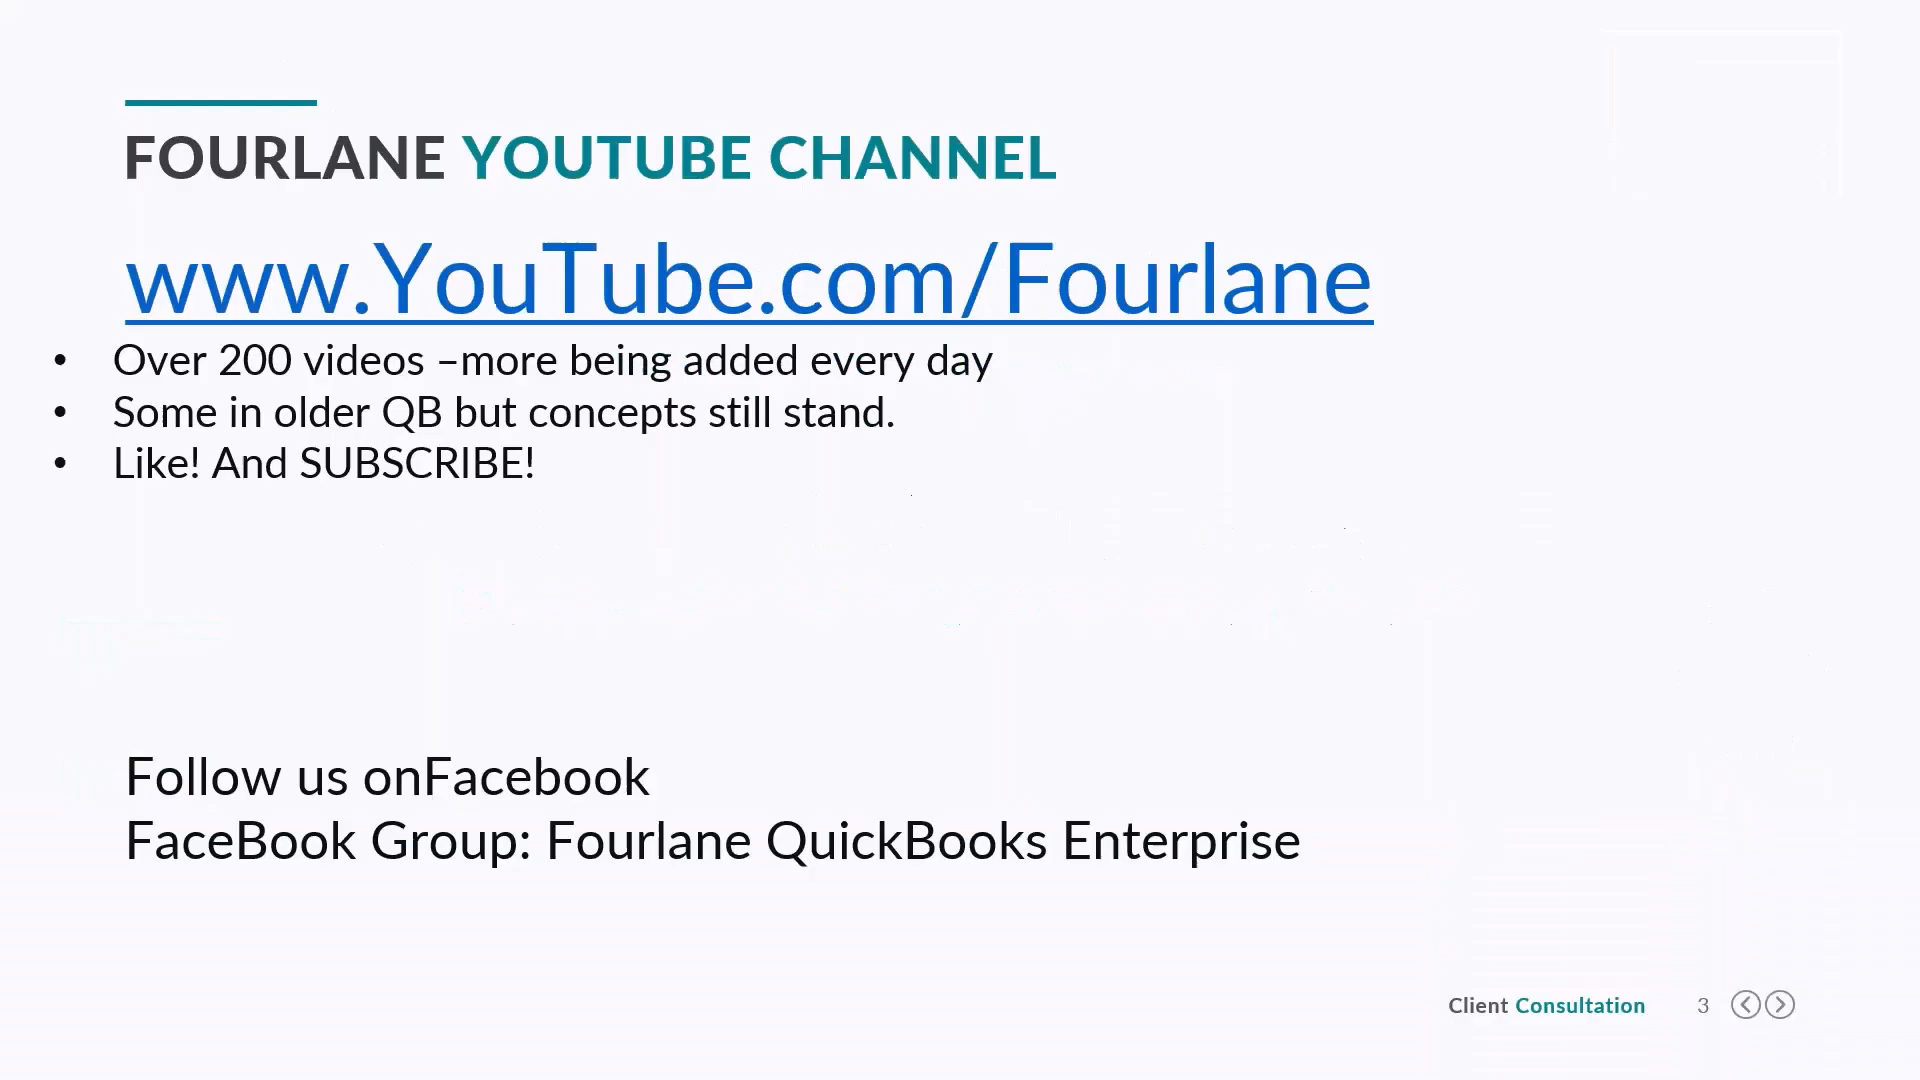 FOURLANE YOUTUBE CHANNEL
www.YouTube.com/Fourlane
• Over 200 videos –more being added every day
• Some in older QB but concepts still stand.
• Like! And SUBSCRIBE!
Follow us onFacebook
FaceBook Group: Fourlane QuickBooks Enterprise
Client Consultation 3